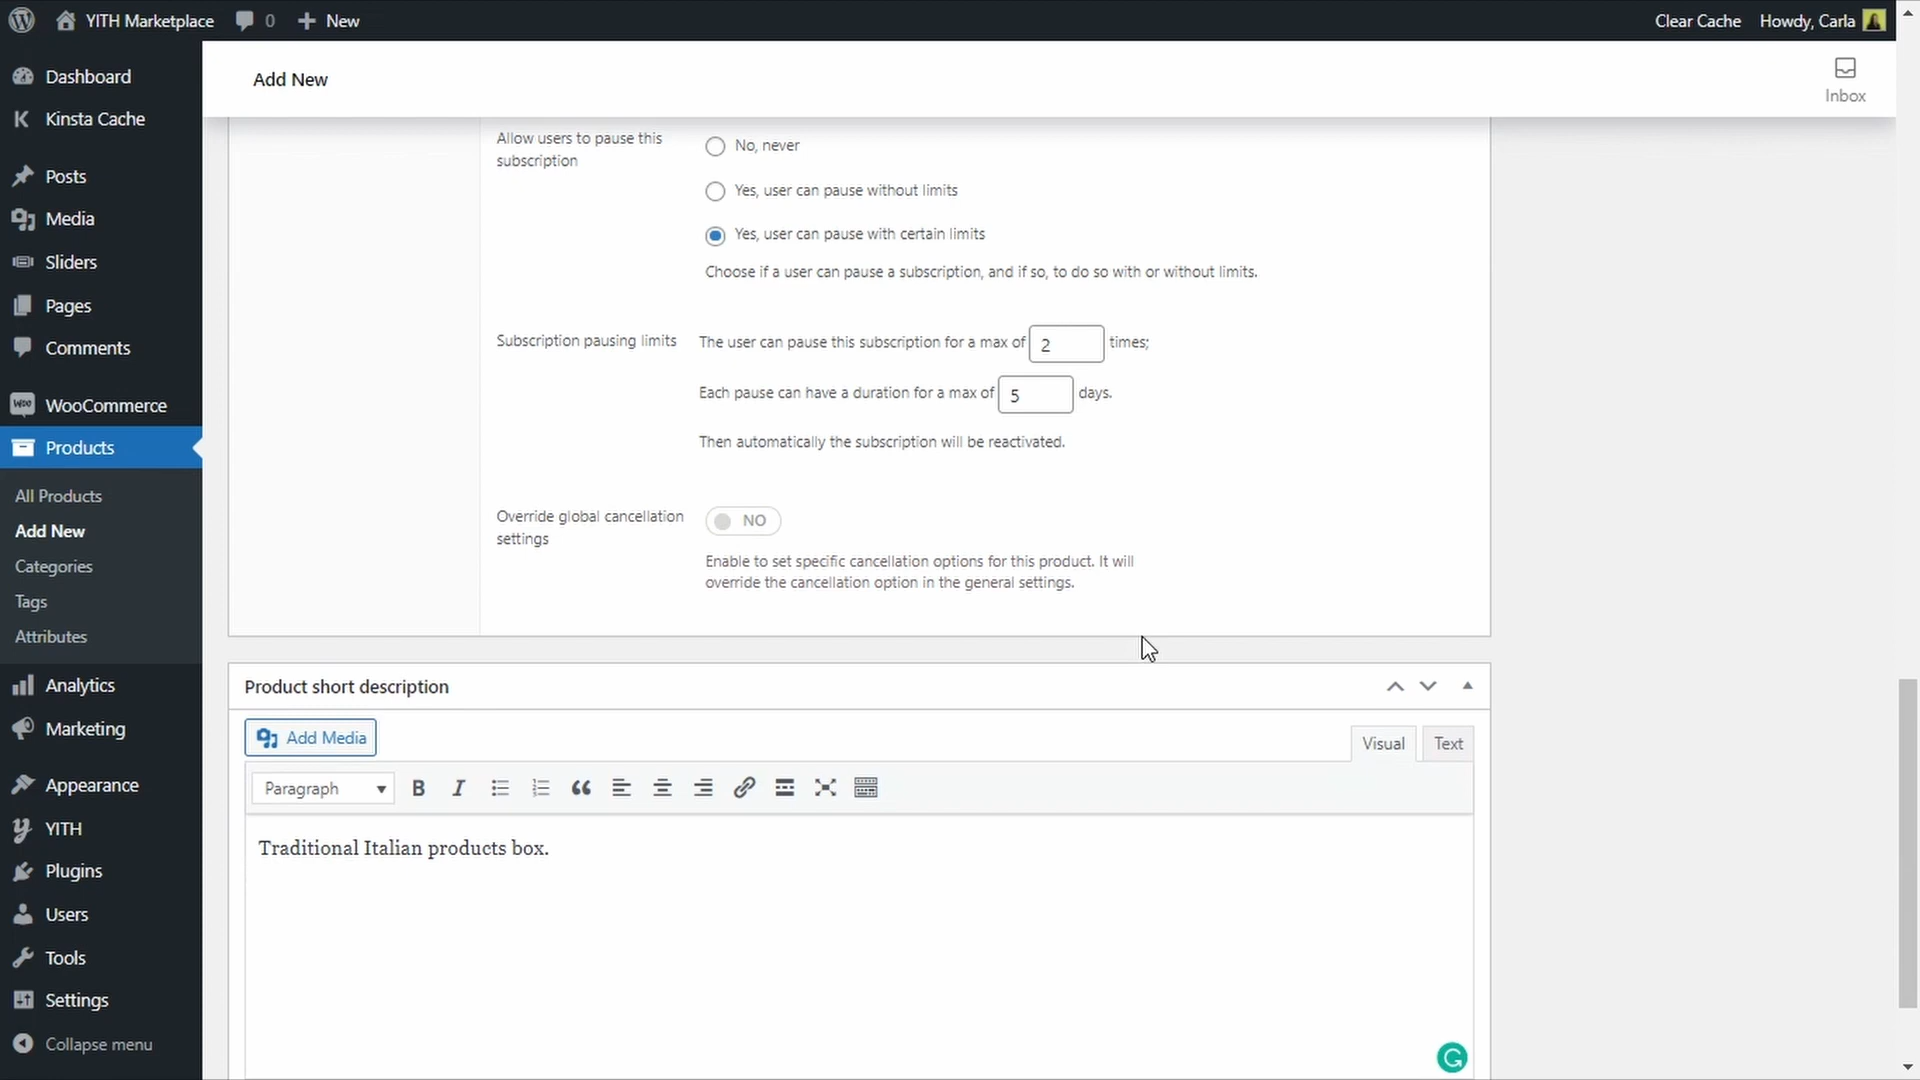 YITH Marketplace
0
New
Clear Cache
Howdy, Carla
Dashboard
Kinsta Cache
Posts
Media
Sliders
Pages
Comments
WooCommerce
Products
All Products
Add New
Categories
Tags
Attributes
Analytics
Marketing
Appearance
YITH
Plugins
Users
Tools
Settings
Collapse menu
Add New
Inbox
Allow users to pause this
subscription
No, never
Yes, user can pause without limits
Yes, user can pause with certain limits
Choose if a user can pause a subscription, and if so, to do so with or without limits.
Subscription pausing limits
The user can pause this subscription for a max of 2 times;
Each pause can have a duration for a max of 5 days.
Then automatically the subscription will be reactivated.
Override global cancellation
settings
NO
Enable to set specific cancellation options for this product. It will
override the cancellation option in the general settings.
Product short description
Add Media
Visual
Text
Paragraph
Traditional Italian products box.